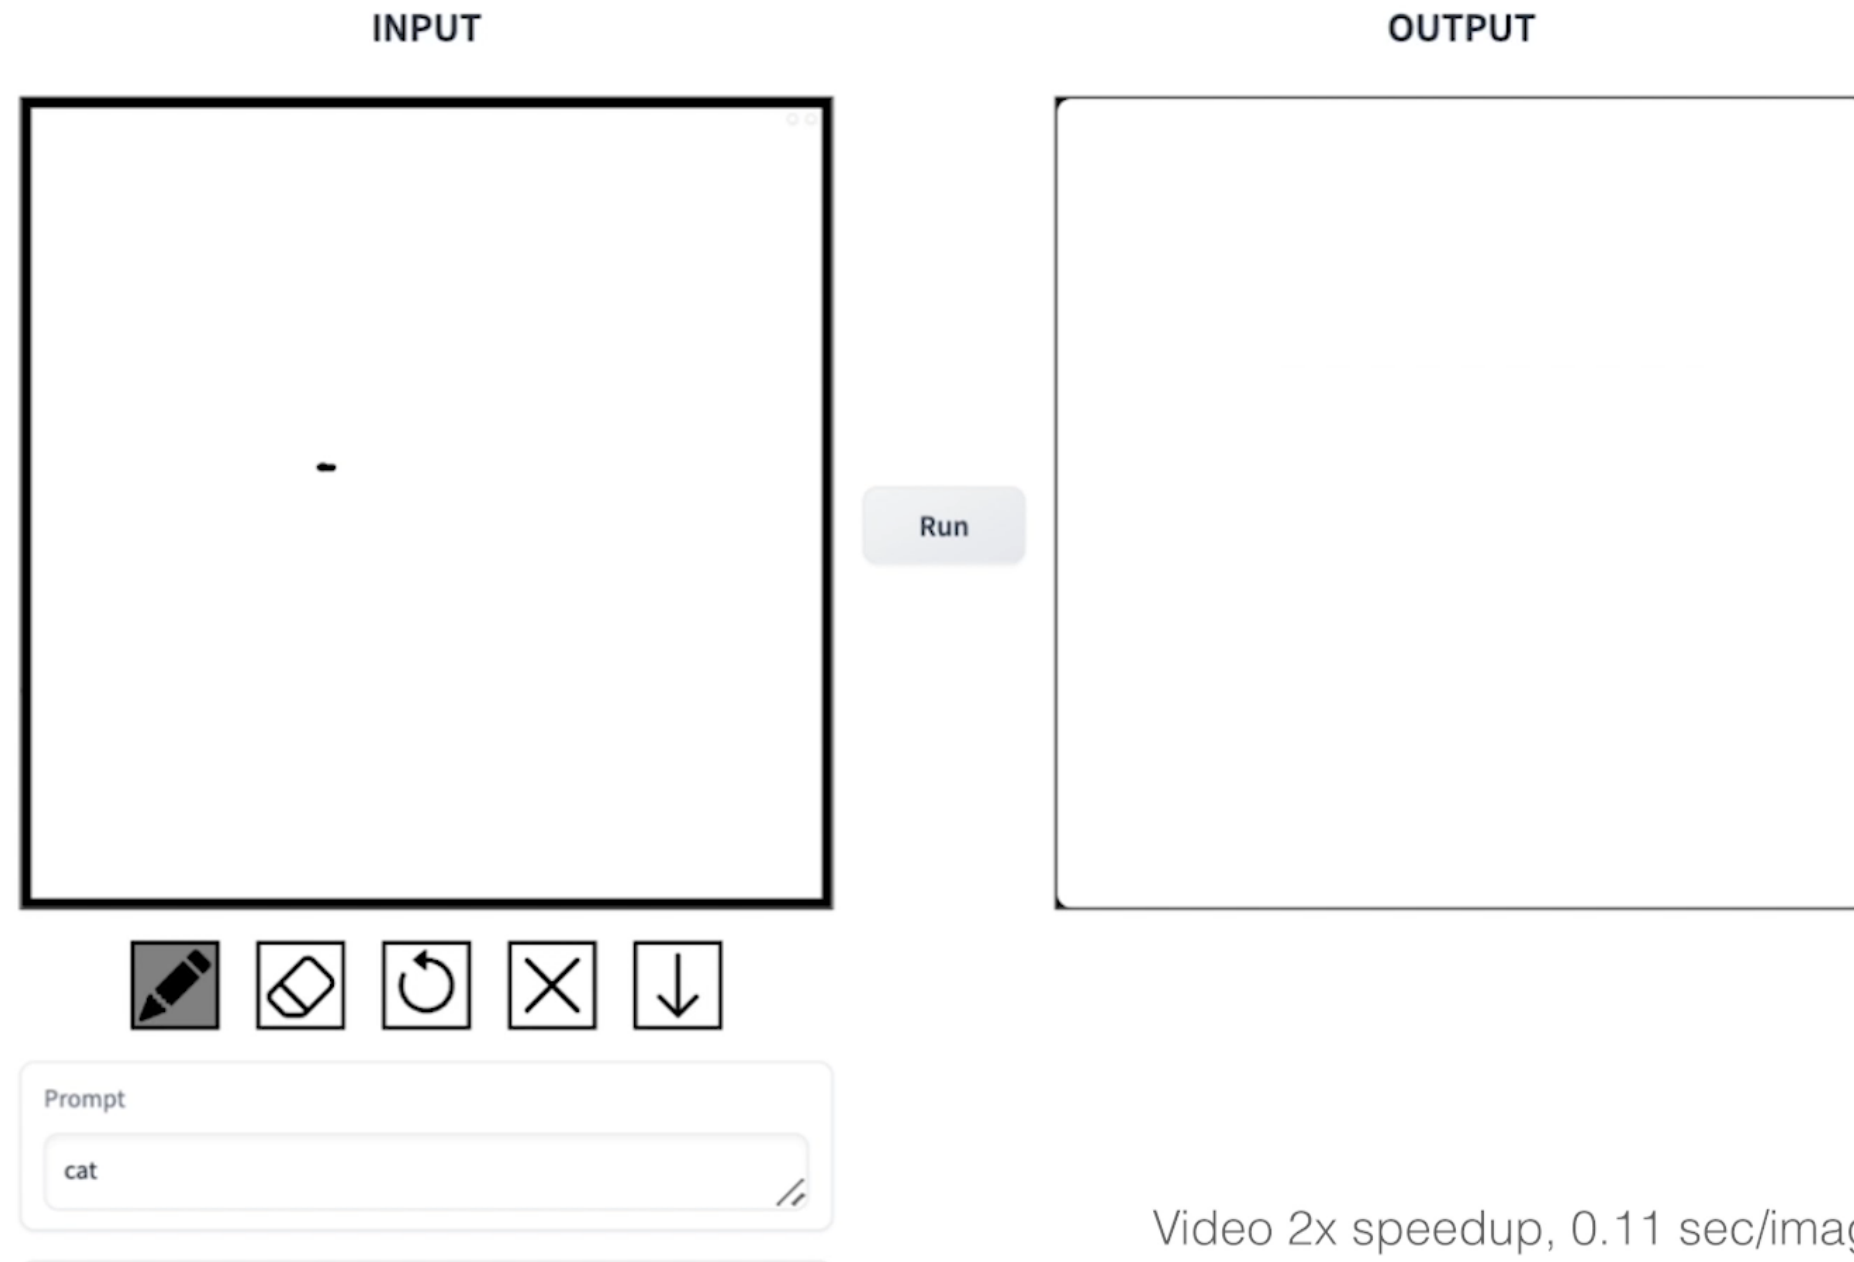 INPUT
OUTPUT
Run
Prompt
cat
Video 2x speedup, 0.11 sec/imag